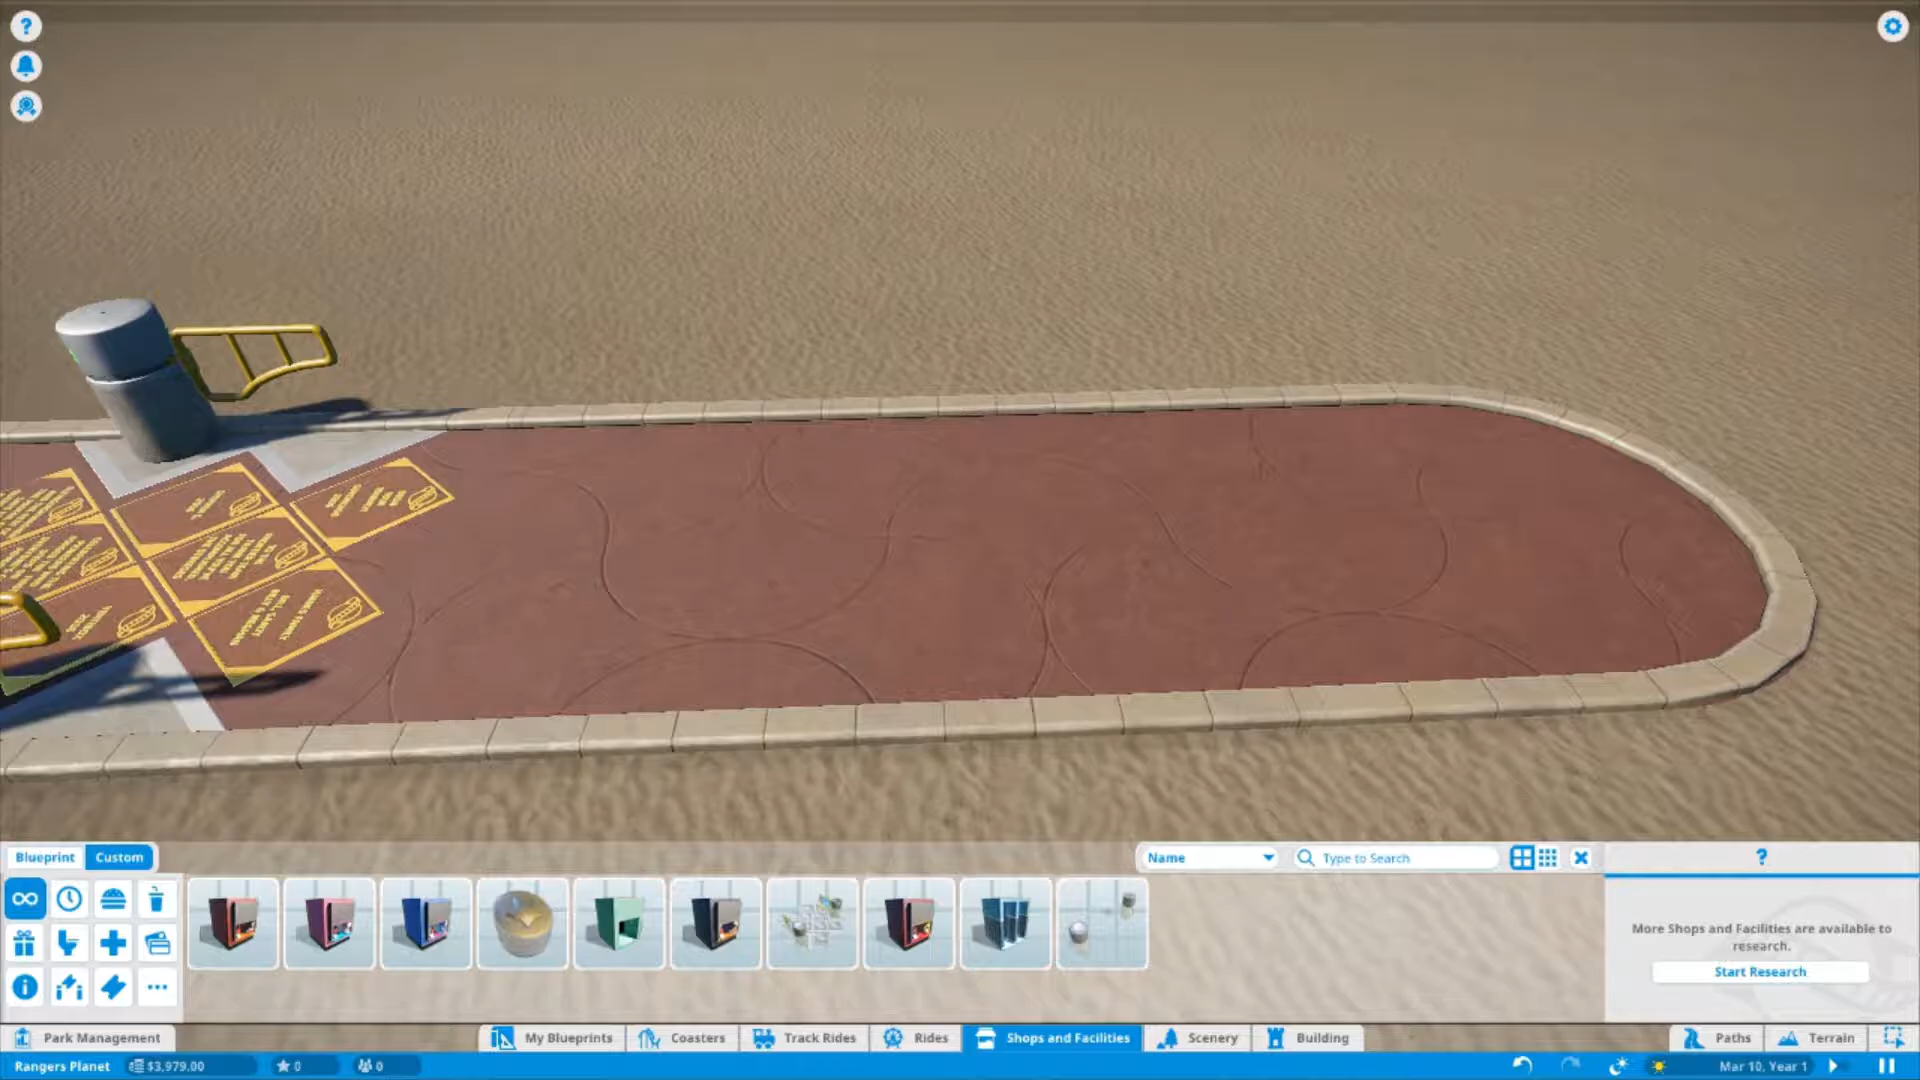 Blueprint
Custom
Name
Type to Search
?
More Shops and Facilities are available to
research.
Start Research
Park Management
My Blueprints
Coasters
Track Rides
Rides
Shops and Facilities
Scenery
Building
Paths
Terrain
Rangers Planet
$3,979.00
0
0
Mar 10, Year 1